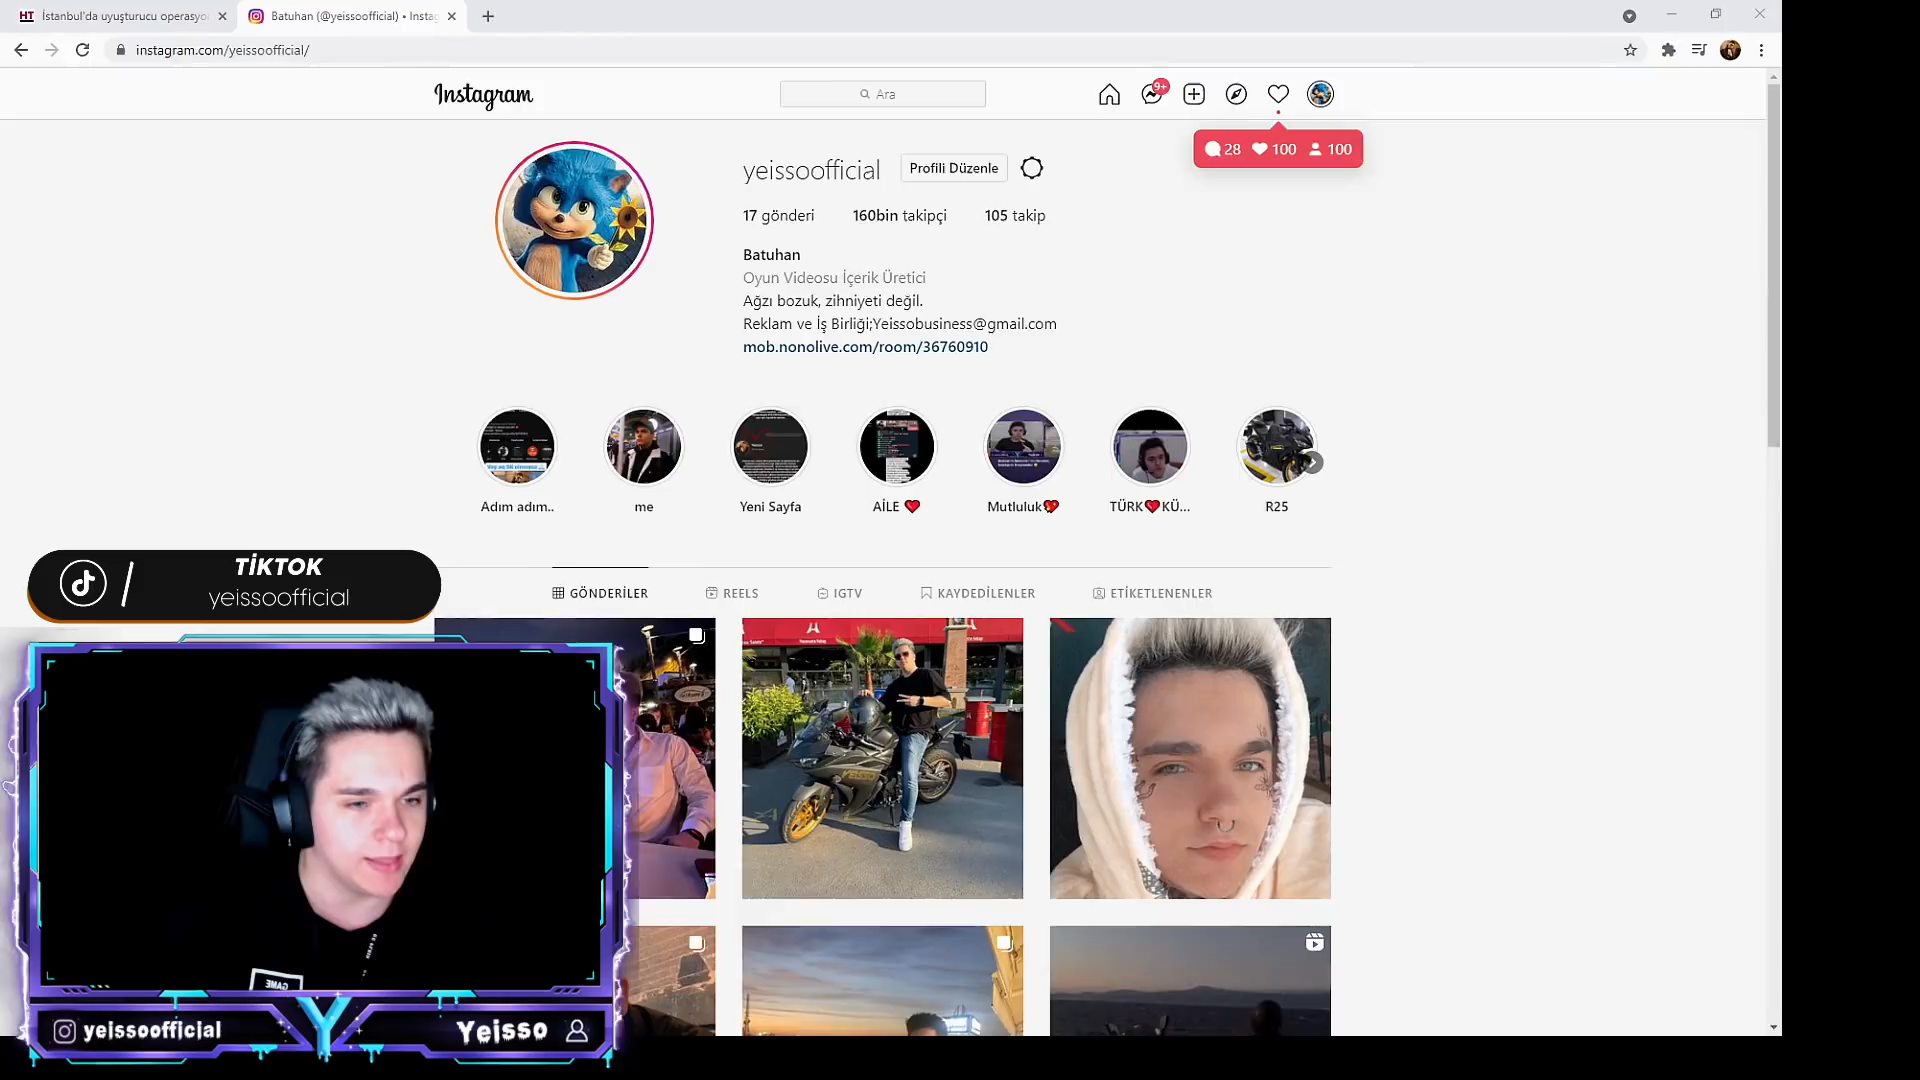 HT İstanbul'da uyuşturucu operasyo
Batuhan (@yeissoofficial) • Insta
instagram.com/yeissoofficial/
Instagram
Ara
9+
28 100 100
yeissoofficial
Profili Düzenle
17 gönderi 160bin takipçi 105 takip
Batuhan
Oyun Videosu İçerik Üretici
Ağzı bozuk, zihniyeti değil.
Reklam ve İş Birliği;Yeissobusiness@gmail.com
mob.nonolive.com/room/36760910
Adım adım..
me
Yeni Sayfa
AİLE
Mutluluk
TÜRK KÜ...
R25
TİKTOK
yeissoofficial
GÖNDERİLER
REELS
IGTV
KAYDEDİLENLER
ETİKETLENENLER
GAME
yeissoofficial
Y
Yeisso